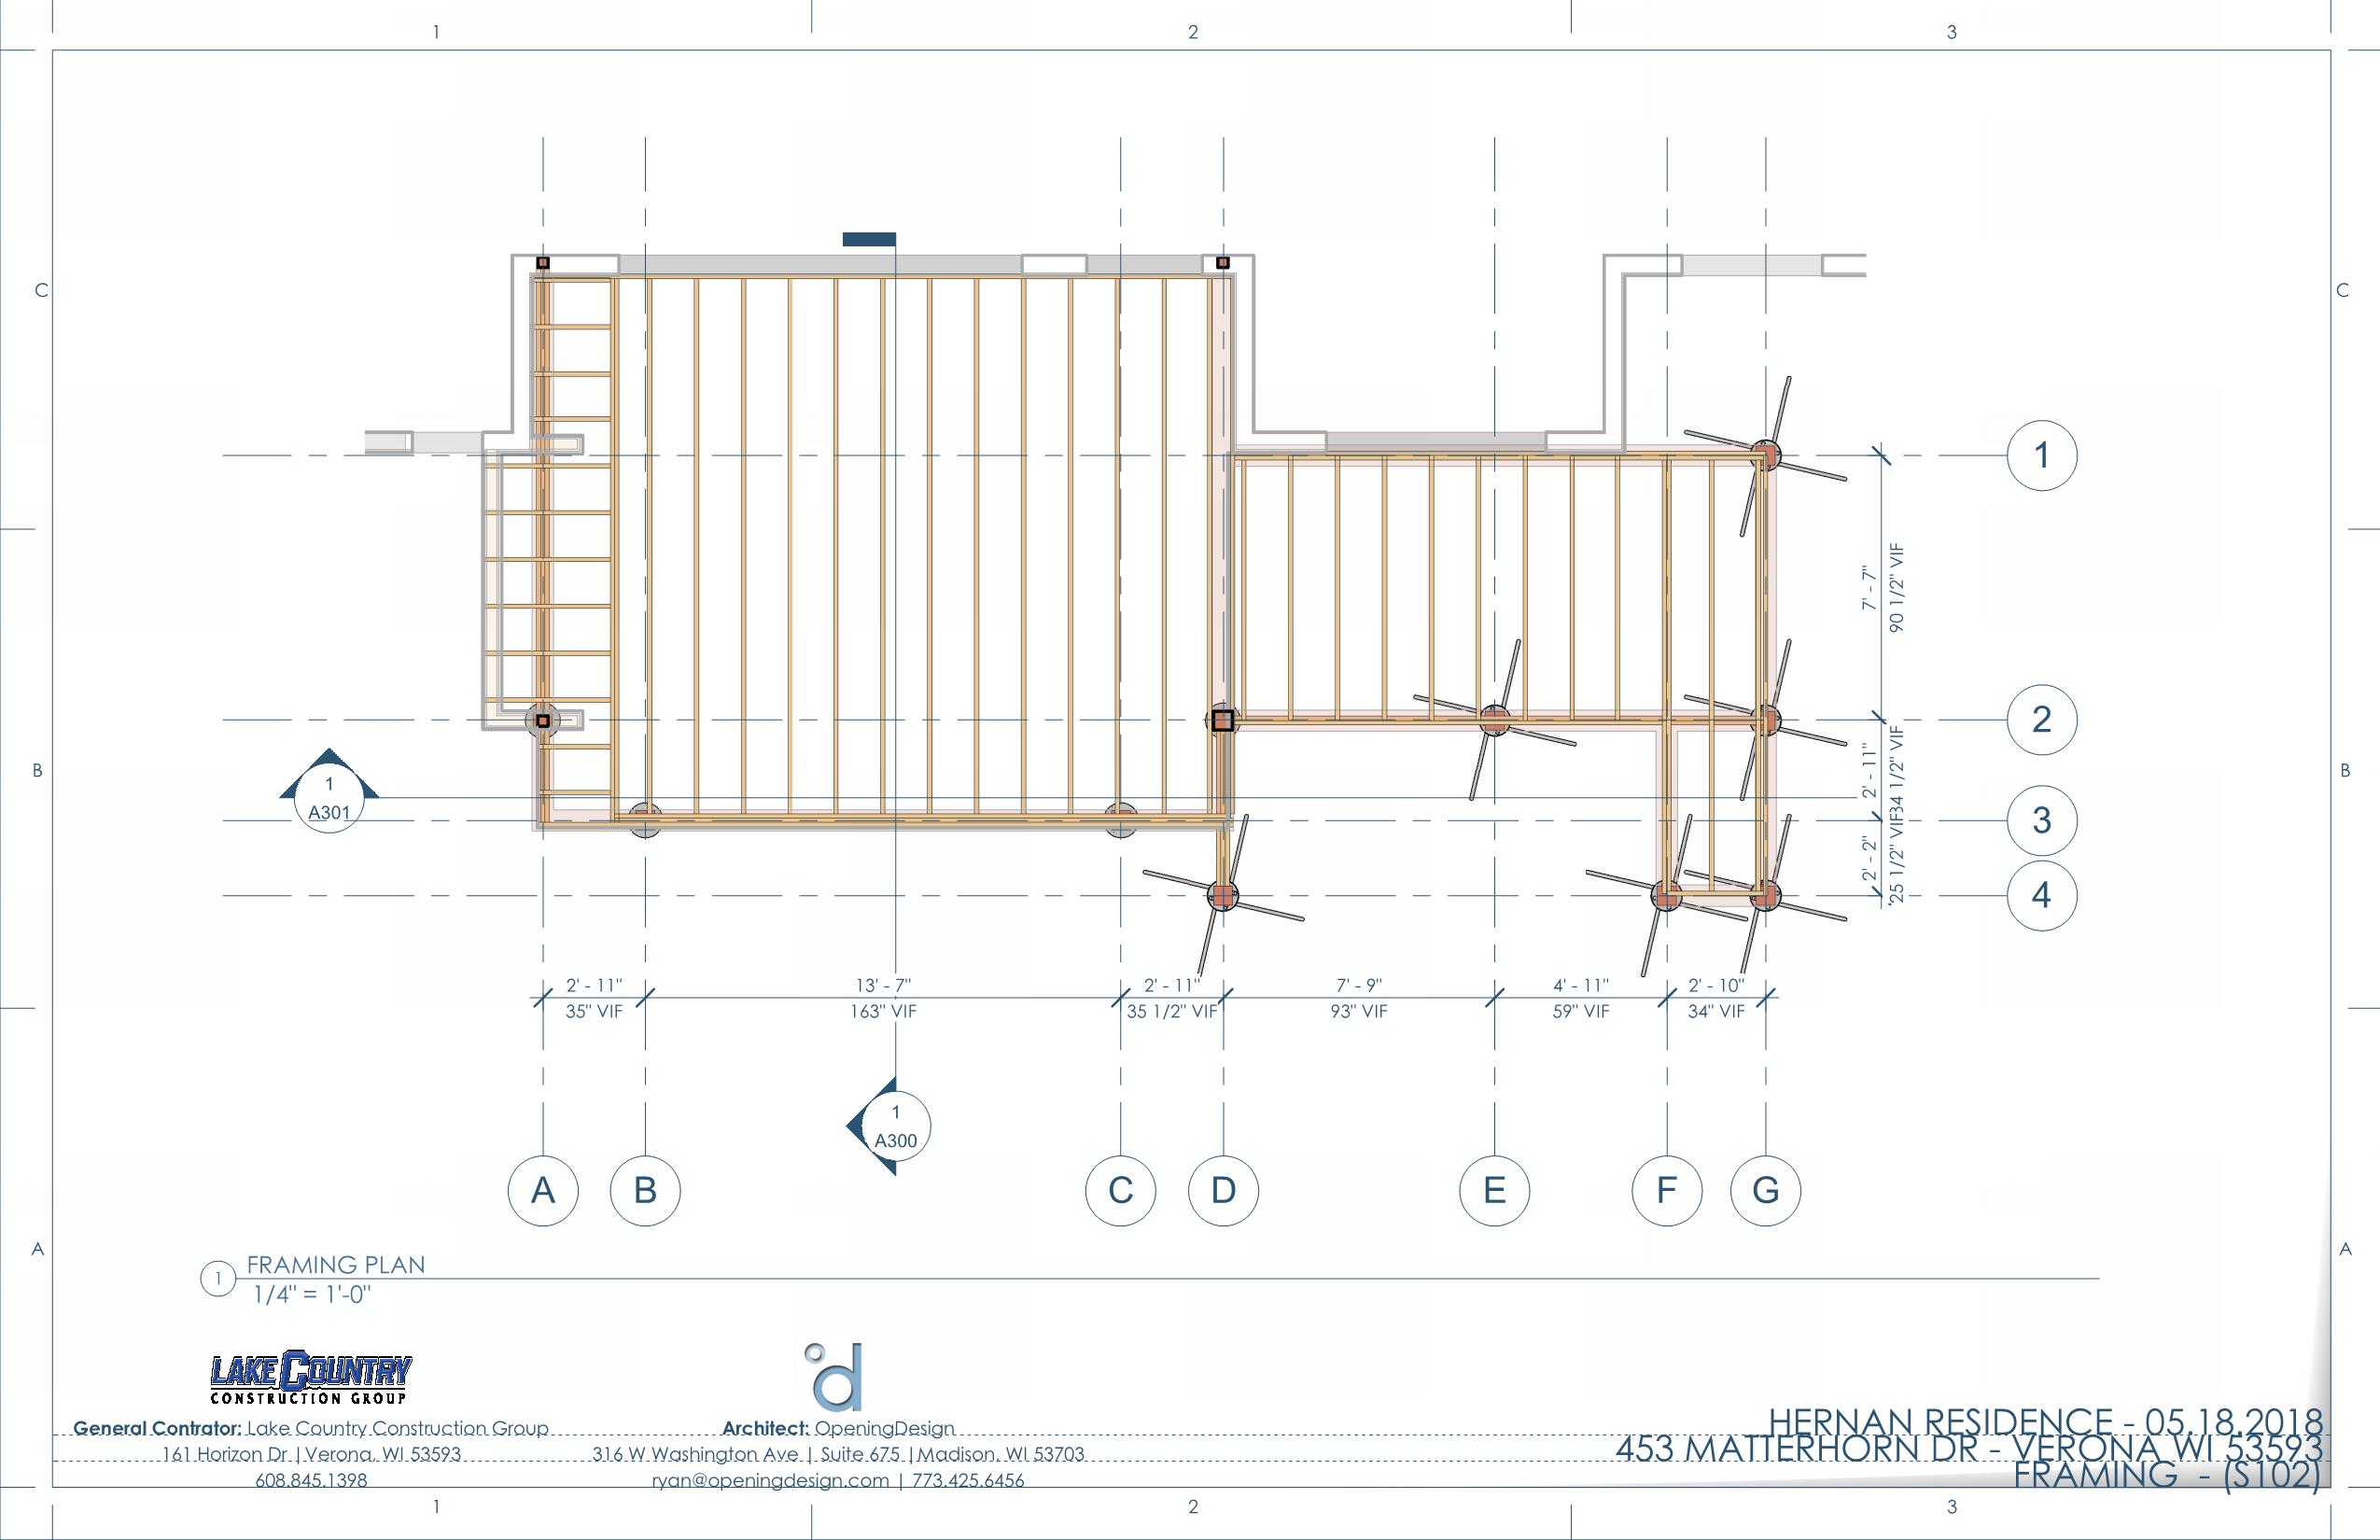 1 2 3
C C
1
7' - 7"
90 1/2" VIF
2
B B
2' - 11"
34 1/2" VIF
1
A301
3
2' - 2"
25 1/2" VIF
4
2' - 11" 13' - 7" 2' - 11" 7' - 9" 4' - 11" 2' - 10"
35" VIF 163" VIF 35 1/2" VIF 93" VIF 59" VIF 34" VIF
1
A300
A B C D E F G
A A
1 FRAMING PLAN
1/4" = 1'-0"
LAKE COUNTRY
CONSTRUCTION GROUP
d
General Contrator: Lake Country Construction Group
161 Horizon Dr. | Verona, WI 53593
608.845.1398
Architect: OpeningDesign
316 W Washington Ave | Suite 675 | Madison, WI 53703
ryan@openingdesign.com | 773.425.6456
HERNAN RESIDENCE - 05.18.2018
453 MATTERHORN DR - VERONA WI 53593
FRAMING - (S102)
1 2 3